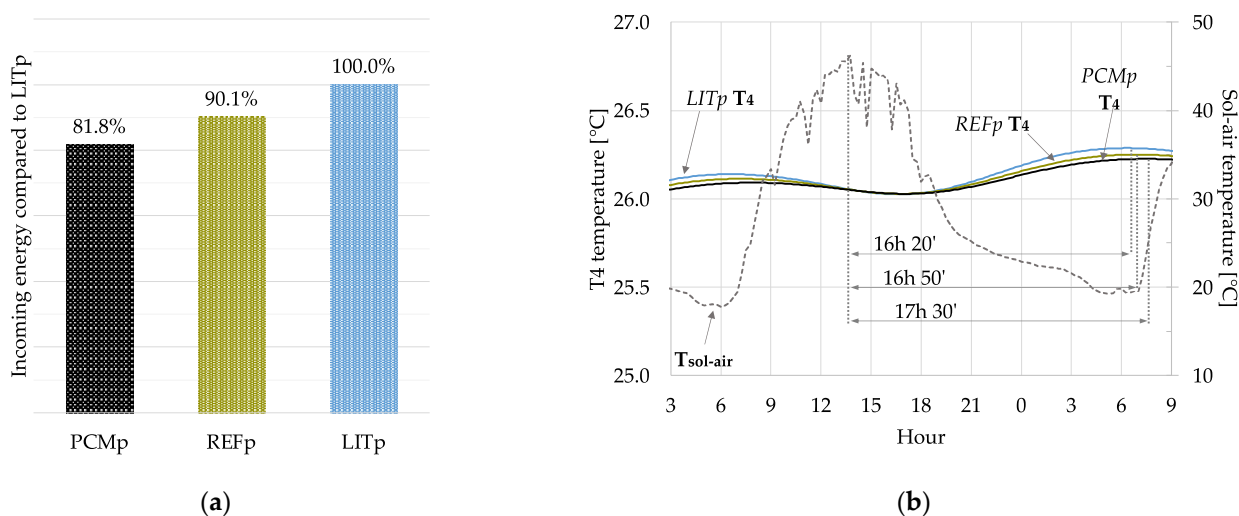 Incoming energy compared to LITp
81.8%
90.1%
100.0%
PCMp
REFp
LITp
(a)
T4 temperature [°C]
27.0
26.5
26.0
25.5
25.0
LITp T4
REFp T4
PCMp
T4
16h 20'
16h 50'
17h 30'
Tsol-air
50
40
30
20
10
Sol-air temperature [°C]
3 6 9 12 15 18 21 0 3 6 9
Hour
(b)